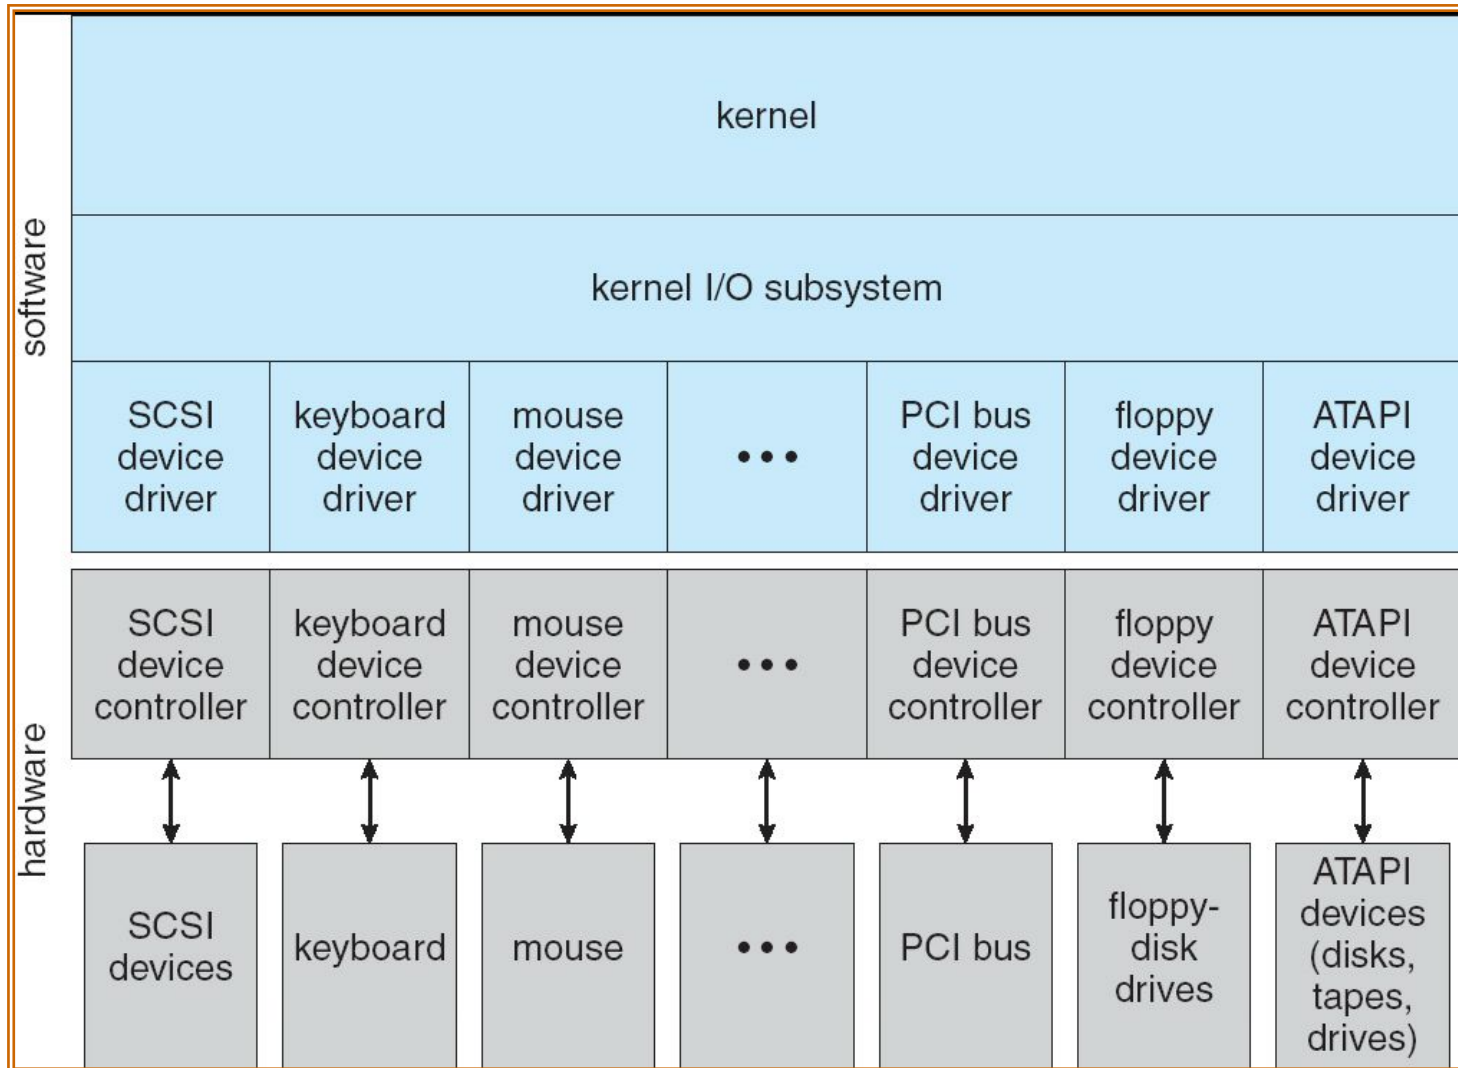 software
kernel
kernel I/O subsystem
SCSI
device
driver
keyboard
device
driver
mouse
device
driver
•••
PCI bus
device
driver
floppy
device
driver
ATAPI
device
driver
hardware
SCSI
device
controller
keyboard
device
controller
mouse
device
controller
•••
PCI bus
device
controller
floppy
device
controller
ATAPI
device
controller
SCSI
devices
keyboard
mouse
•••
PCI bus
floppy-
disk
drives
ATAPI
devices
(disks,
tapes,
drives)